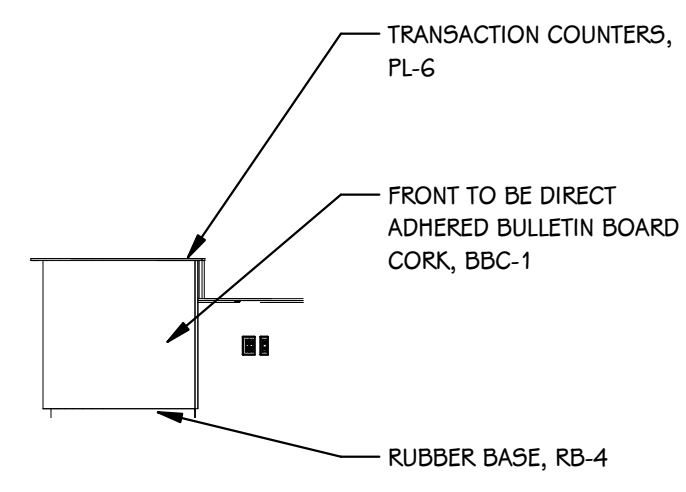 TRANSACTION COUNTERS,
PL-6
FRONT TO BE DIRECT
ADHERED BULLETIN BOARD
CORK, BBC-1
RUBBER BASE, RB-4